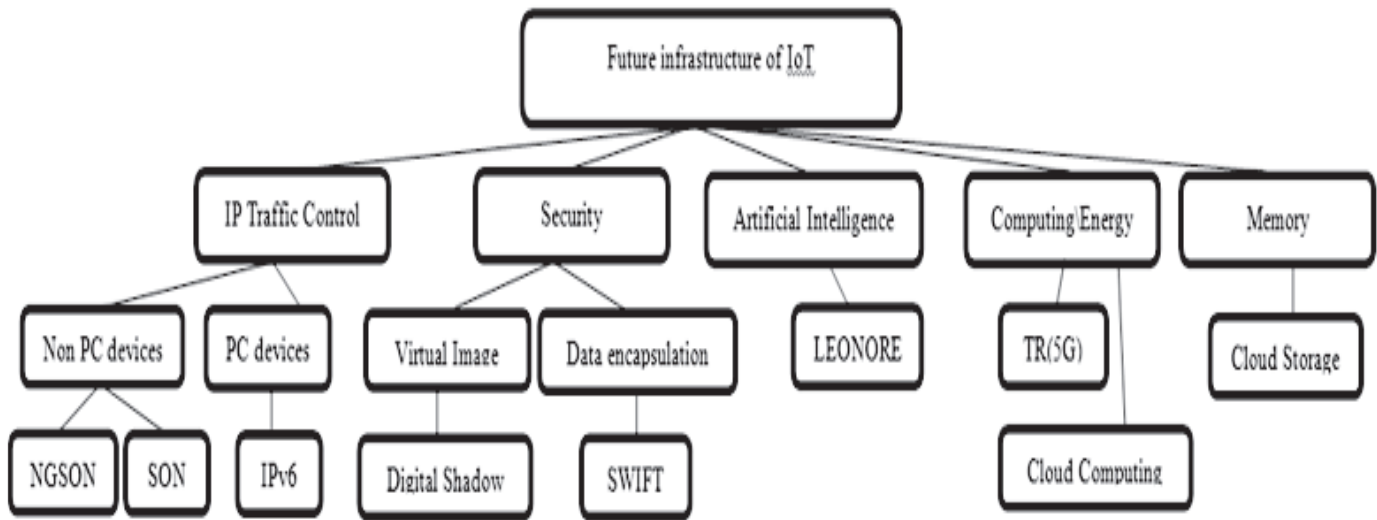 Future infrastructure of IoT
IP Traffic Control
Security
Artificial Intelligence
Computing\Energy
Memory
Non PC devices
PC devices
Virtual Image
Data encapsulation
LEONORE
TR(5G)
Cloud Storage
NGSON
SON
IPv6
Digital Shadow
SWIFT
Cloud Computing